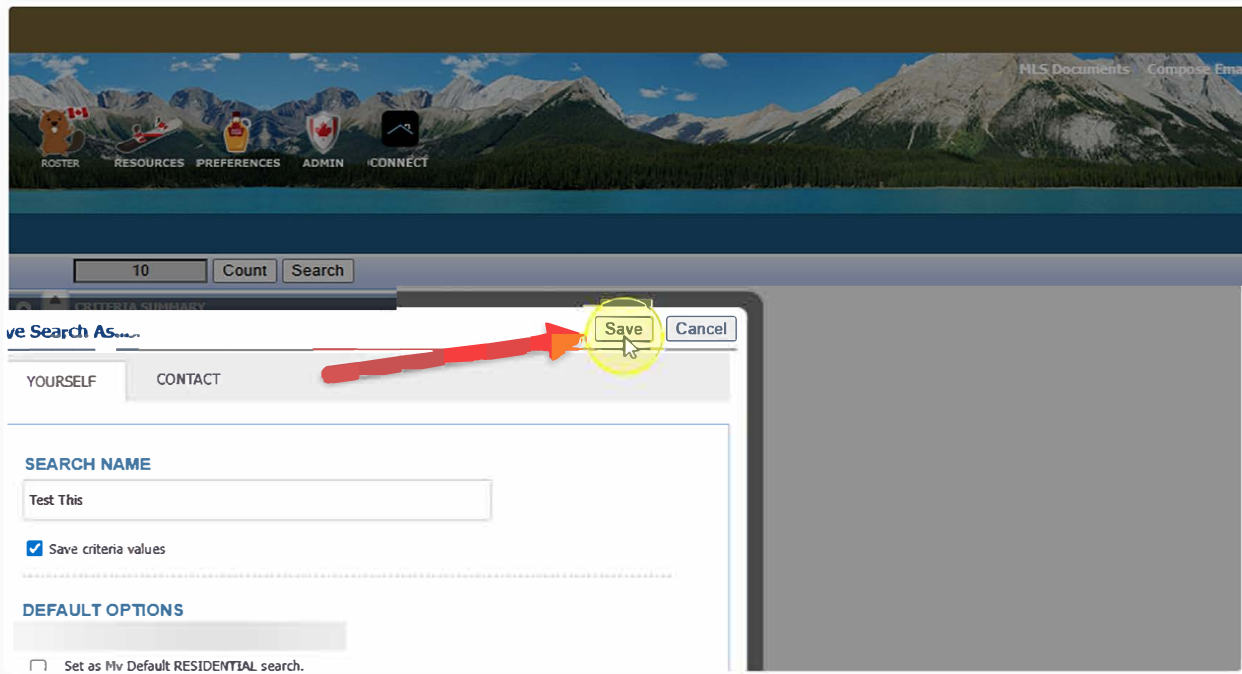 MLS Documents Compose Ema
ROSTER RESOURCES PREFERENCES ADMIN CONNECT
10 Count Search
CRITERIA SUMMARY
ve Search As... Save Cancel
YOURSELF CONTACT
SEARCH NAME
Test This
Save criteria values
DEFAULT OPTIONS
Set as My Default RESIDENTIAL search.